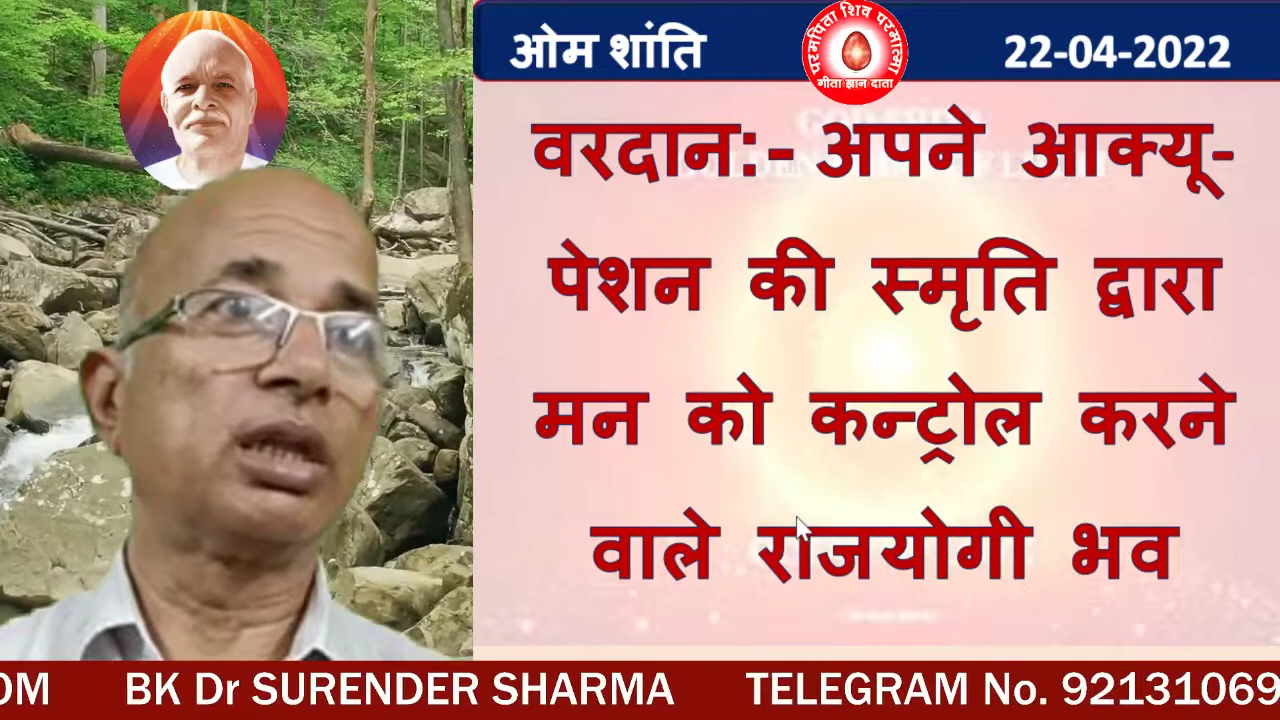 ओम शांति
परमपिता शिव परमात्मा
गीता ज्ञान दाता
22-04-2022
वरदान:- अपने आक्यू-
पेशन की स्मृति द्वारा
मन को कन्ट्रोल करने
वाले राजयोगी भव
OM BK Dr SURENDER SHARMA TELEGRAM No. 92131069